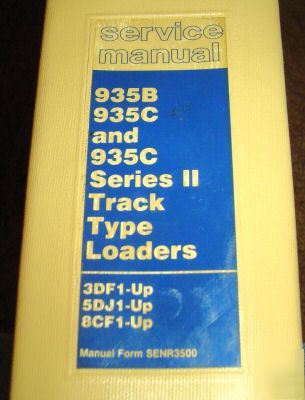 service
manual
935B
935C
and
935C
Series II
Track
Type
Loaders
3DF1-Up
5DJ1-Up
8CF1-Up
Manual Form SENR3500